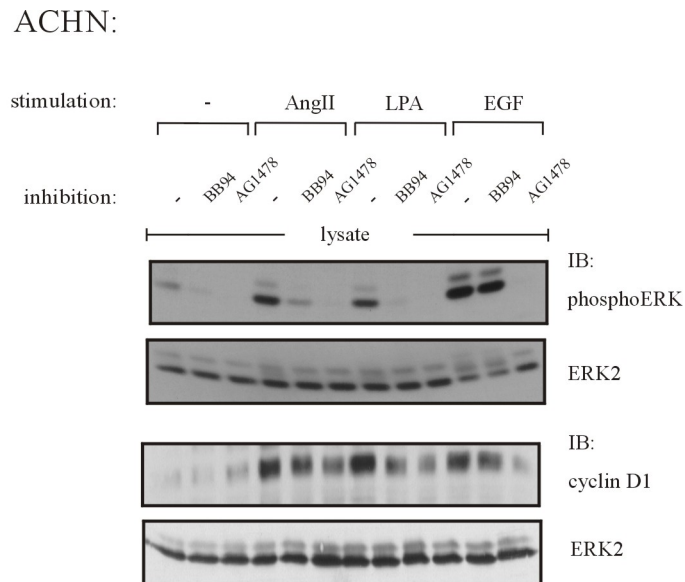 ACHN:
stimulation: - AngII LPA EGF
inhibition: - BB94 AG1478 - BB94 AG1478 - BB94 AG1478 - BB94 AG1478
lysate
IB:
phosphoERK
ERK2
IB:
cyclin D1
ERK2